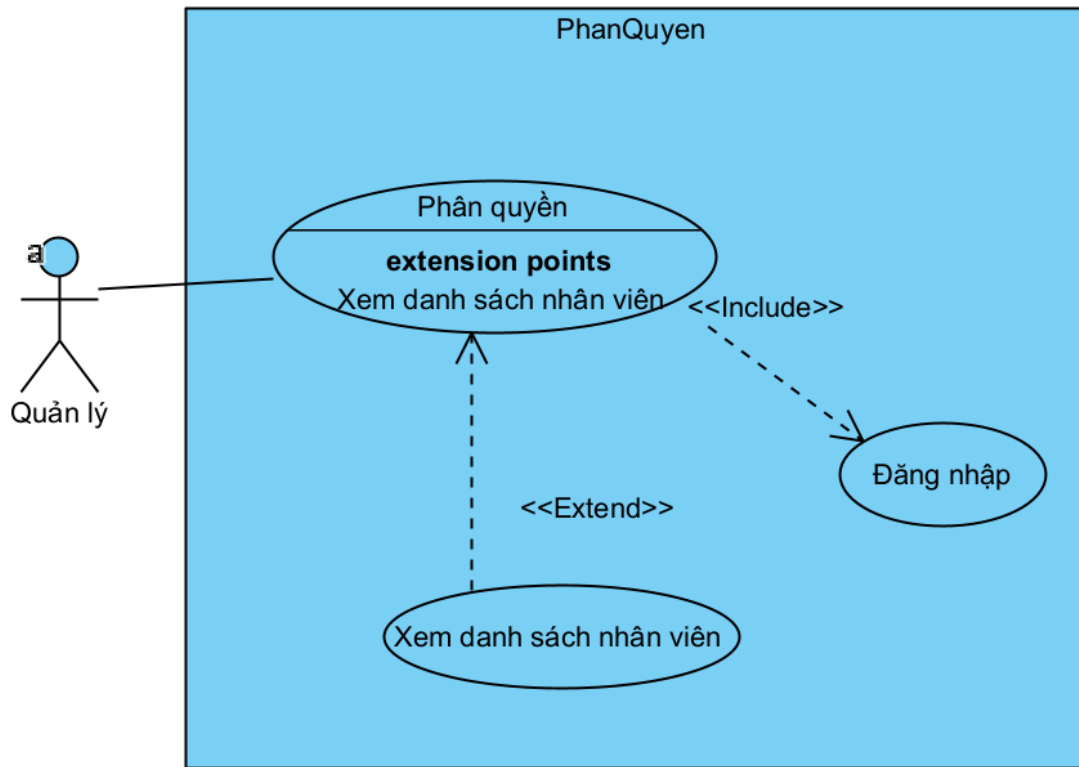 PhanQuyen
Phân quyền
extension points
Xem danh sách nhân viên
<<Include>>
a
Quản lý
Đăng nhập
<<Extend>>
Xem danh sách nhân viên